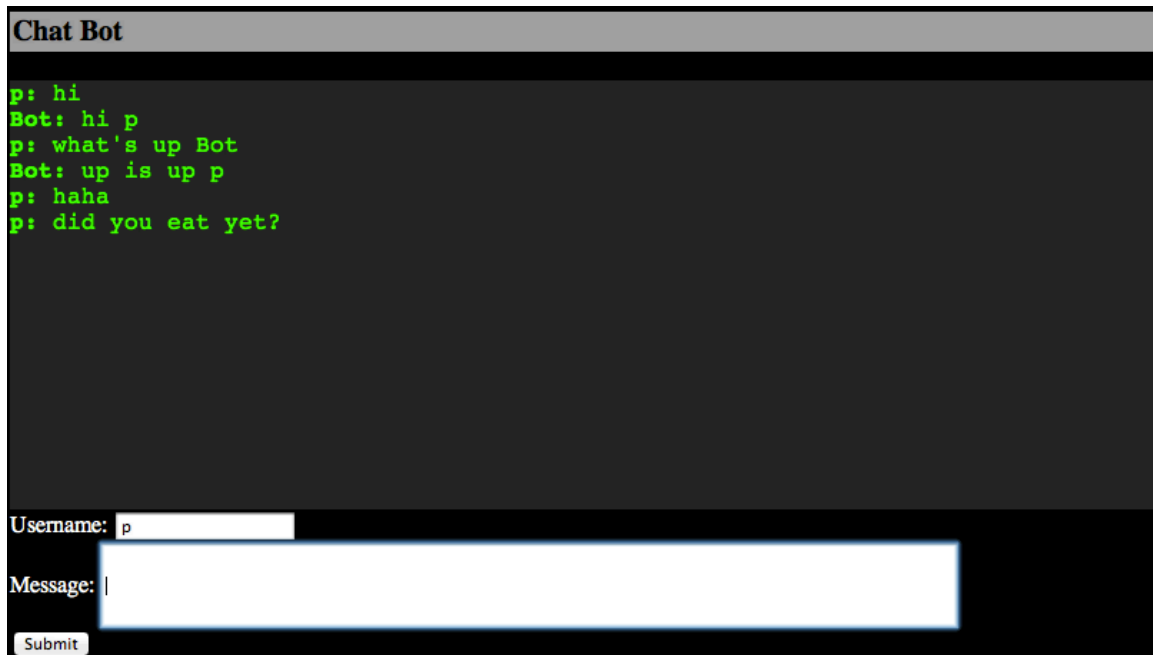 Chat Bot
p: hi
Bot: hi p
p: what's up Bot
Bot: up is up p
p: haha
p: did you eat yet?
Username: p
Message:
Submit